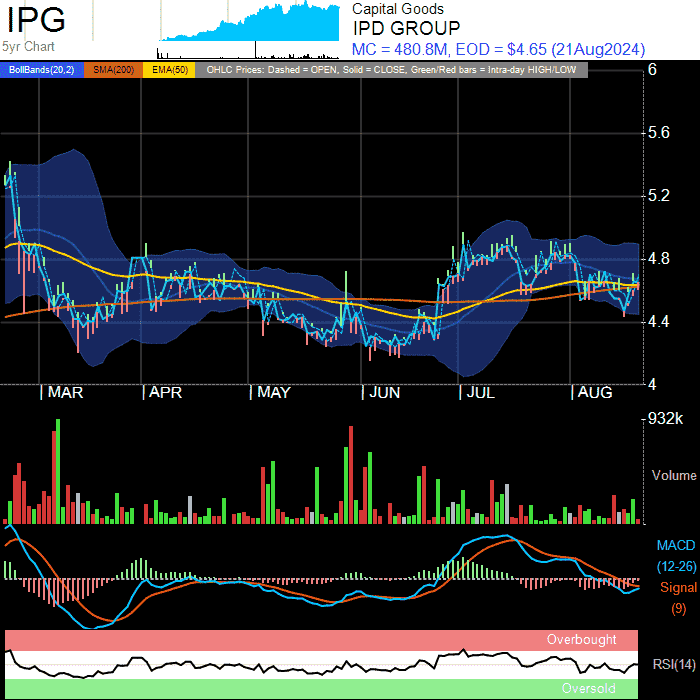 IPG
5yr Chart
Capital Goods
IPD GROUP
MC = 480.8M, EOD = $4.65 (21Aug2024)
BollBands(20,2) SMA(200) EMA(50) OHLC Prices: Dashed = OPEN, Solid = CLOSE, Green/Red bars = Intra-day HIGH/LOW
6
5.6
5.2
4.8
4.4
4
MAR APR MAY JUN JUL AUG
932k
Volume
MACD
(12-26)
Signal
(9)
Overbought
RSI(14)
Oversold